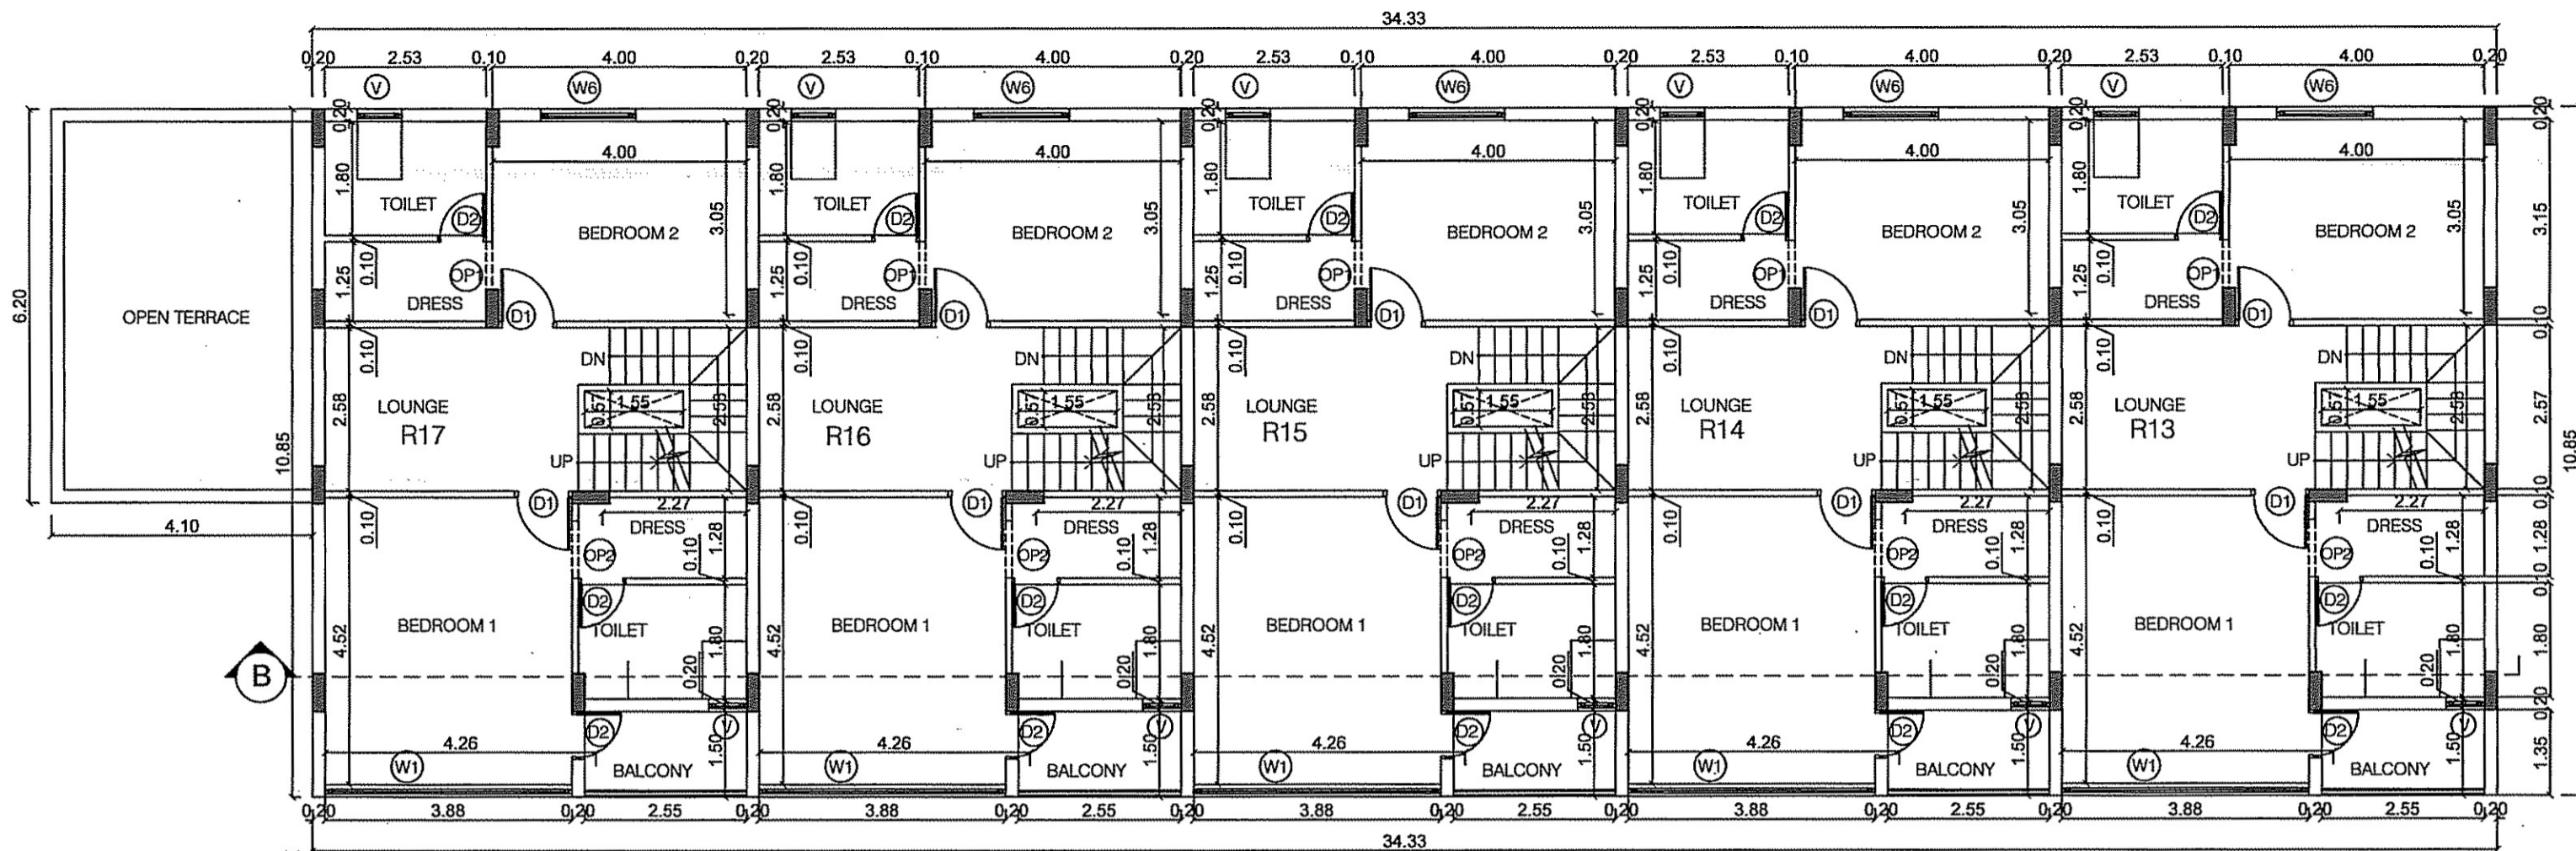 34.33
0.20 2.53 0.10 4.00 0.20 2.53 0.10 4.00 0.20 2.53 0.10 4.00 0.20 2.53 0.10 4.00 0.20 2.53 0.10 4.00 0.20
V W6 V W6 V W6 V W6 V W6
0.20 0.20 0.20 0.20 0.20 0.20
4.00 4.00 4.00 4.00 4.00
1.80 1.80 1.80 1.80 1.80
TOILET TOILET TOILET TOILET TOILET
D2 D2 D2 D2 D2
3.05 3.05 3.05 3.05 3.05 3.15
BEDROOM 2 BEDROOM 2 BEDROOM 2 BEDROOM 2 BEDROOM 2
1.25 0.10 OP1 1.25 0.10 OP1 1.25 0.10 OP1 1.25 0.10 OP1 1.25 0.10 OP1
DRESS DRESS DRESS DRESS DRESS
6.20 OPEN TERRACE D1 D1 D1 D1 D1 0.10
0.10 DN 0.10 DN 0.10 DN 0.10 DN 0.10 DN
2.58 0.57 1.55 2.58 2.58 0.57 1.55 2.58 2.58 0.57 1.55 2.58 2.58 0.57 1.55 2.58 2.58 0.57 1.55 2.58 2.57
LOUNGE LOUNGE LOUNGE LOUNGE LOUNGE
R17 R16 R15 R14 R13
10.85 UP UP UP UP UP 10.85
D1 2.27 D1 2.27 D1 2.27 D1 2.27 D1 2.27 0.10
4.10 DRESS DRESS DRESS DRESS DRESS
0.10 0.10 1.28 0.10 0.10 1.28 0.10 0.10 1.28 0.10 0.10 1.28 0.10 0.10 1.28 1.28
OP2 OP2 OP2 OP2 OP2
D2 D2 D2 D2 D2 0.10
BEDROOM 1 TOILET BEDROOM 1 TOILET BEDROOM 1 TOILET BEDROOM 1 TOILET BEDROOM 1 TOILET
4.52 1.80 4.52 1.80 4.52 1.80 4.52 1.80 4.52 1.80 1.80
B 0.20 0.20 0.20 0.20 0.20 0.20
D2 V D2 V D2 V D2 V D2 V
4.26 1.50 4.26 1.50 4.26 1.50 4.26 1.50 4.26 1.50 1.35
W1 BALCONY W1 BALCONY W1 BALCONY W1 BALCONY W1 BALCONY
0.20 3.88 0.20 2.55 0.20 3.88 0.20 2.55 0.20 3.88 0.20 2.55 0.20 3.88 0.20 2.55 0.20 3.88 0.20 2.55 0.20
34.33